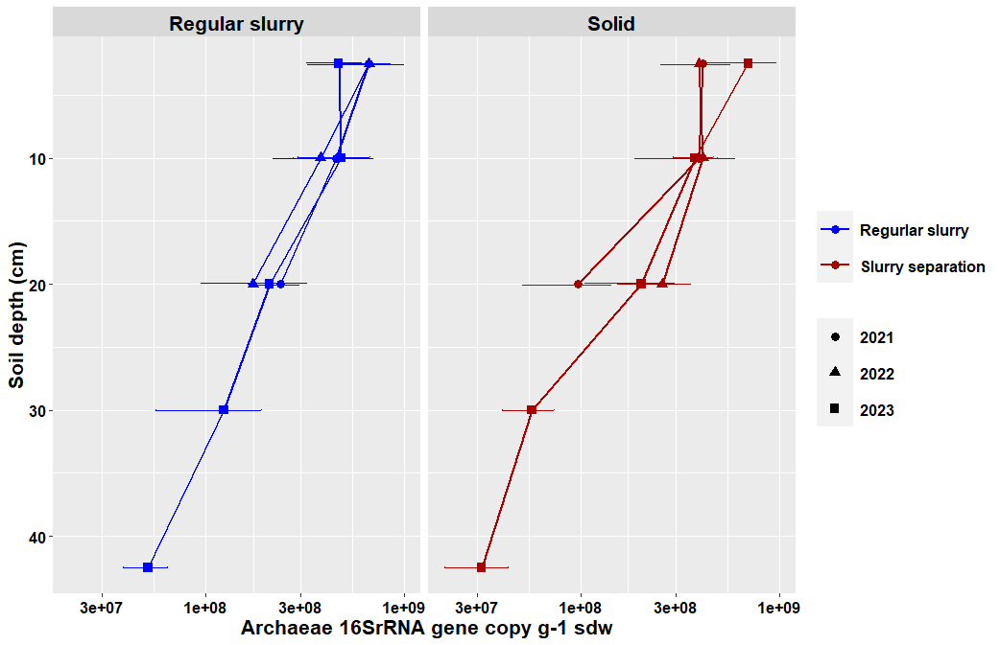 Regular slurry
Solid
10
20
30
40
Soil depth (cm)
3e+07 1e+08 3e+08 1e+09
3e+07 1e+08 3e+08 1e+09
Archaeae 16SrRNA gene copy g-1 sdw
Regurlar slurry
Slurry separation
2021
2022
2023